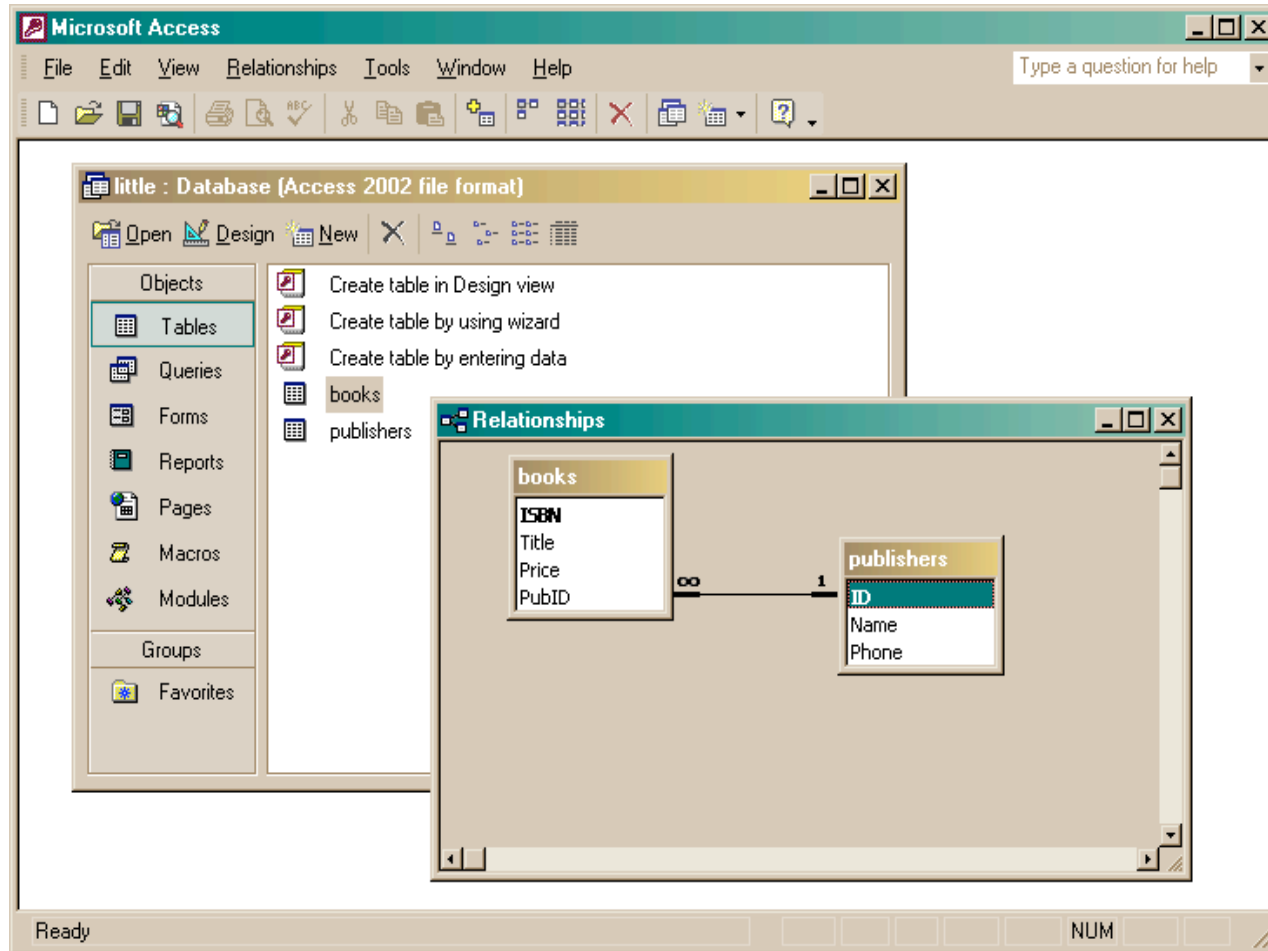 Microsoft Access
File Edit View Relationships Tools Window Help
Type a question for help
little : Database (Access 2002 file format)
Open Design New
Objects
Tables
Queries
Forms
Reports
Pages
Macros
Modules
Groups
Favorites
Create table in Design view
Create table by using wizard
Create table by entering data
books
publishers
Relationships
books
ISBN
Title
Price
PubID
∞ 1
publishers
ID
Name
Phone
Ready NUM